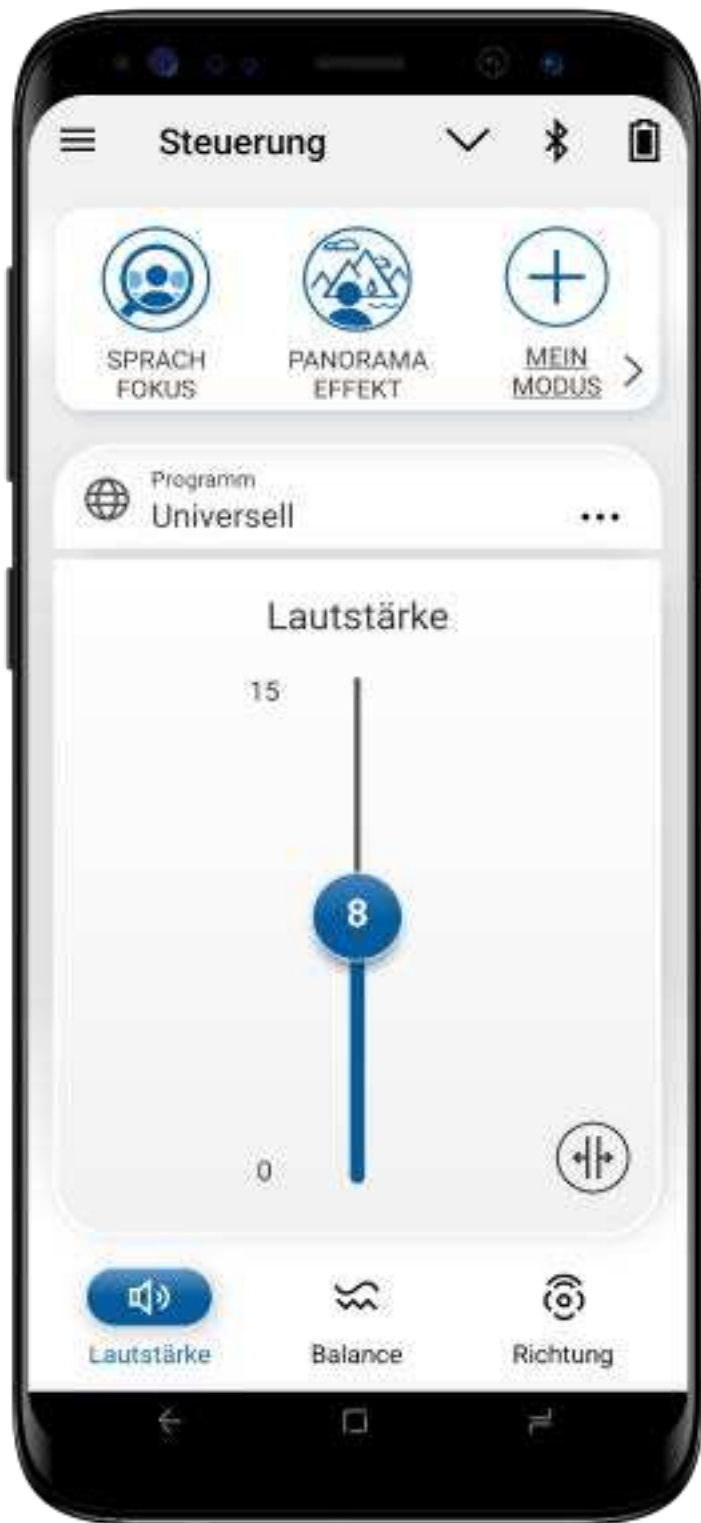 Steuerung
SPRACH
FOKUS
PANORAMA
EFFEKT
MEIN
MODUS
Programm
Universell
Lautstärke
15
8
0
Lautstärke
Balance
Richtung